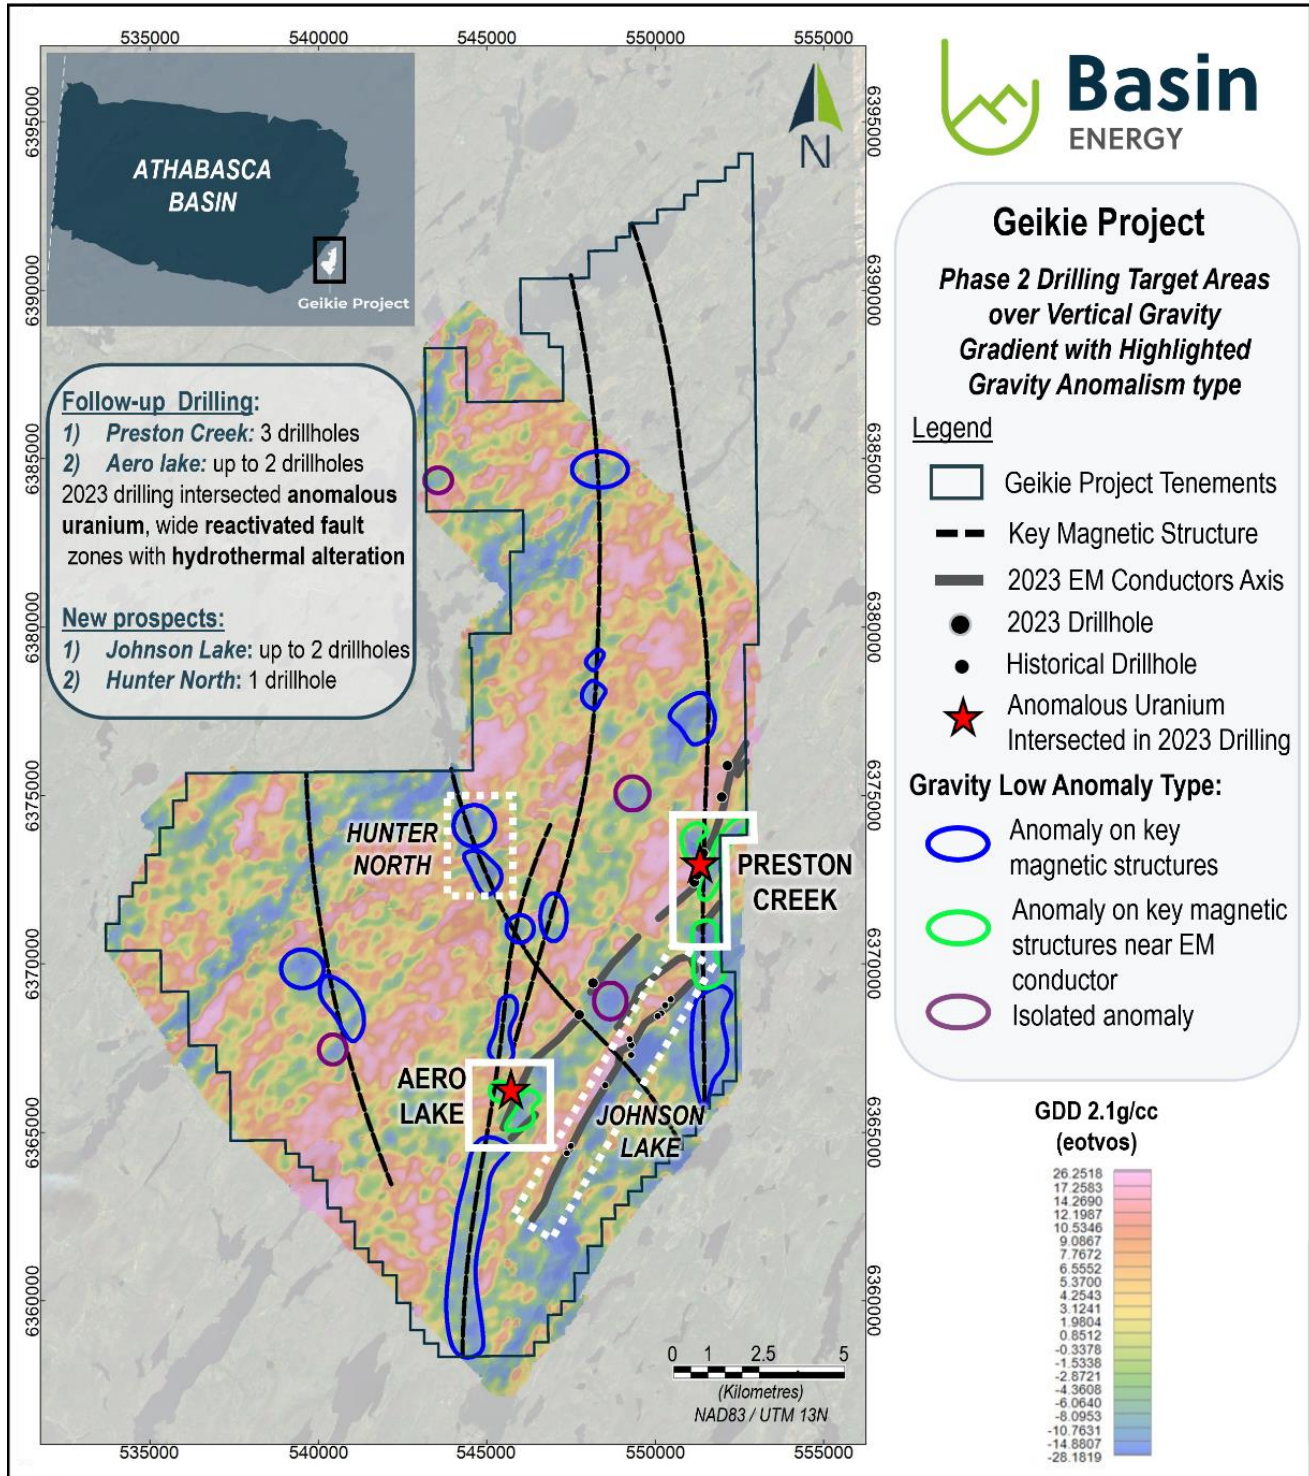 535000 540000 545000 550000 555000
6395000
6390000
6385000
6380000
6375000
6370000
6365000
6360000
ATHABASCA
BASIN
Geikie Project
N
Follow-up Drilling:
1) Preston Creek: 3 drillholes
2) Aero lake: up to 2 drillholes
2023 drilling intersected anomalous
uranium, wide reactivated fault
zones with hydrothermal alteration
New prospects:
1) Johnson Lake: up to 2 drillholes
2) Hunter North: 1 drillhole
HUNTER
NORTH
PRESTON
CREEK
AERO
LAKE
JOHNSON
LAKE
0 1 2.5 5
(Kilometres)
NAD83 / UTM 13N
6395000
6390000
6385000
6380000
6375000
6370000
6365000
6360000
535000 540000 545000 550000 555000
Basin
ENERGY
Geikie Project
Phase 2 Drilling Target Areas
over Vertical Gravity
Gradient with Highlighted
Gravity Anomalism type
Legend
Geikie Project Tenements
Key Magnetic Structure
2023 EM Conductors Axis
2023 Drillhole
Historical Drillhole
Anomalous Uranium
Intersected in 2023 Drilling
Gravity Low Anomaly Type:
Anomaly on key
magnetic structures
Anomaly on key magnetic
structures near EM
conductor
Isolated anomaly
GDD 2.1g/cc
(eotvos)
26.2518
17.2583
14.2690
12.1987
10.5346
9.0867
7.7672
6.5552
5.3700
4.2543
3.1241
1.9804
0.8512
-0.3378
-1.5338
-2.8721
-4.3608
-6.0640
-8.0953
-10.7631
-14.8807
-28.1819